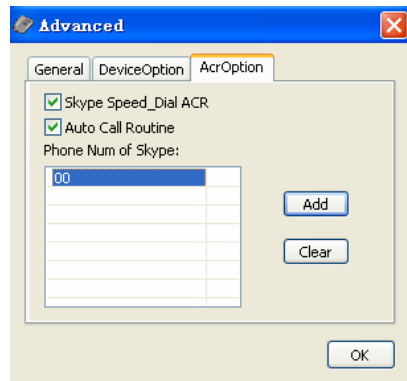 Advanced
General DeviceOption AcrOption
Skype Speed_Dial ACR
Auto Call Routine
Phone Num of Skype:
00
Add
Clear
OK